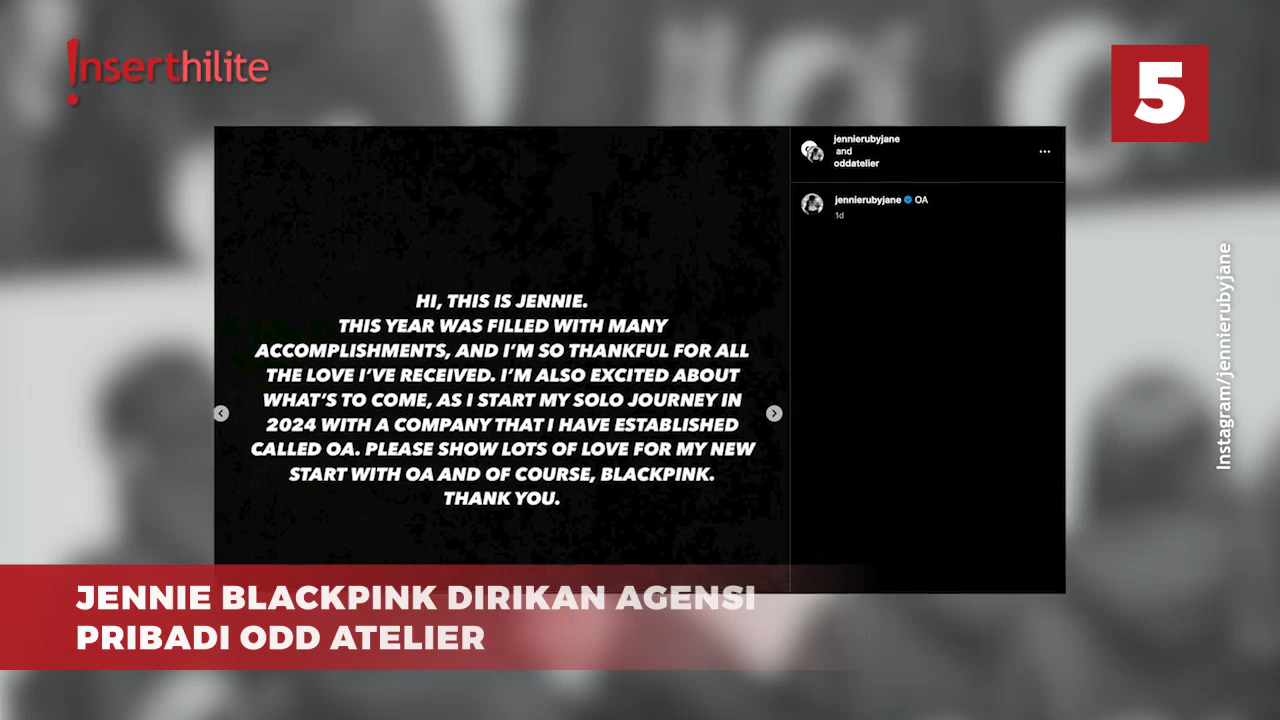 !nserthilite
5
jennierubyjane
and
oddatelier
jennierubyjane OA
1d
HI, THIS IS JENNIE.
THIS YEAR WAS FILLED WITH MANY
ACCOMPLISHMENTS, AND I'M SO THANKFUL FOR ALL
THE LOVE I'VE RECEIVED. I'M ALSO EXCITED ABOUT
WHAT'S TO COME, AS I START MY SOLO JOURNEY IN
2024 WITH A COMPANY THAT I HAVE ESTABLISHED
CALLED OA. PLEASE SHOW LOTS OF LOVE FOR MY NEW
START WITH OA AND OF COURSE, BLACKPINK.
THANK YOU.
Instagram/jennierubyjane
JENNIE BLACKPINK DIRIKAN AGENSI
PRIBADI ODD ATELIER